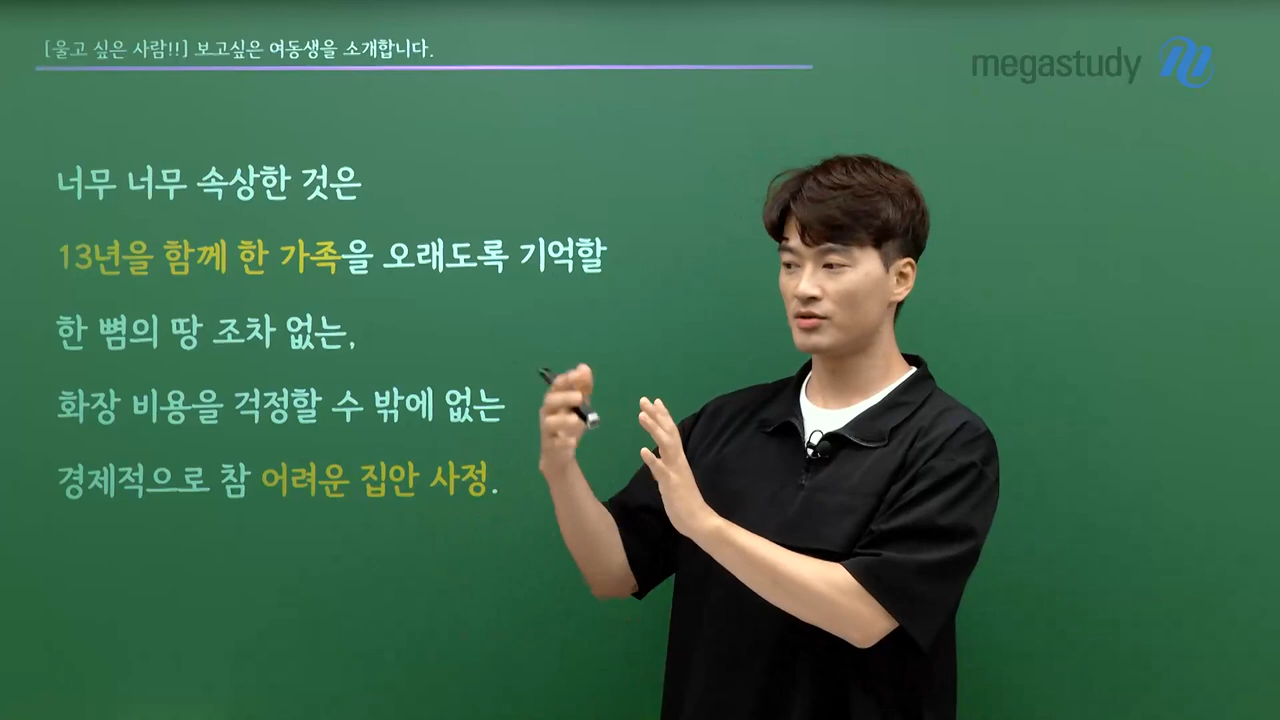 [울고 싶은 사람!!] 보고싶은 여동생을 소개합니다.
megastudy
너무 너무 속상한 것은
13년을 함께 한 가족을 오래도록 기억할
한 뼘의 땅 조차 없는,
화장 비용을 걱정할 수 밖에 없는
경제적으로 참 어려운 집안 사정.